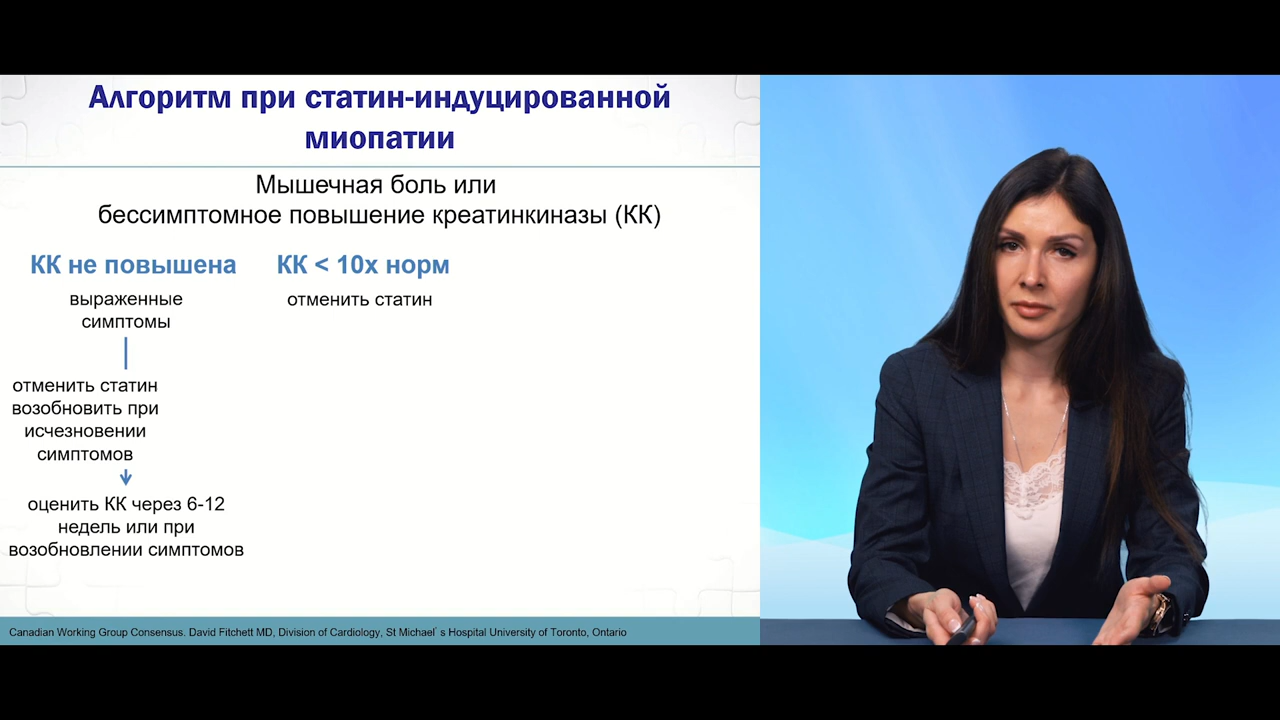 Алгоритм при статин-индуцированной
миопатии
Мышечная боль или
бессимптомное повышение креатинкиназы (КК)
КК не повышена
выраженные
симптомы
отменить статин
возобновить при
исчезновении
симптомов
оценить КК через 6-12
недель или при
возобновлении симптомов
КК < 10х норм
отменить статин
Canadian Working Group Consensus. David Fitchett MD, Division of Cardiology, St Michael`s Hospital University of Toronto, Ontario